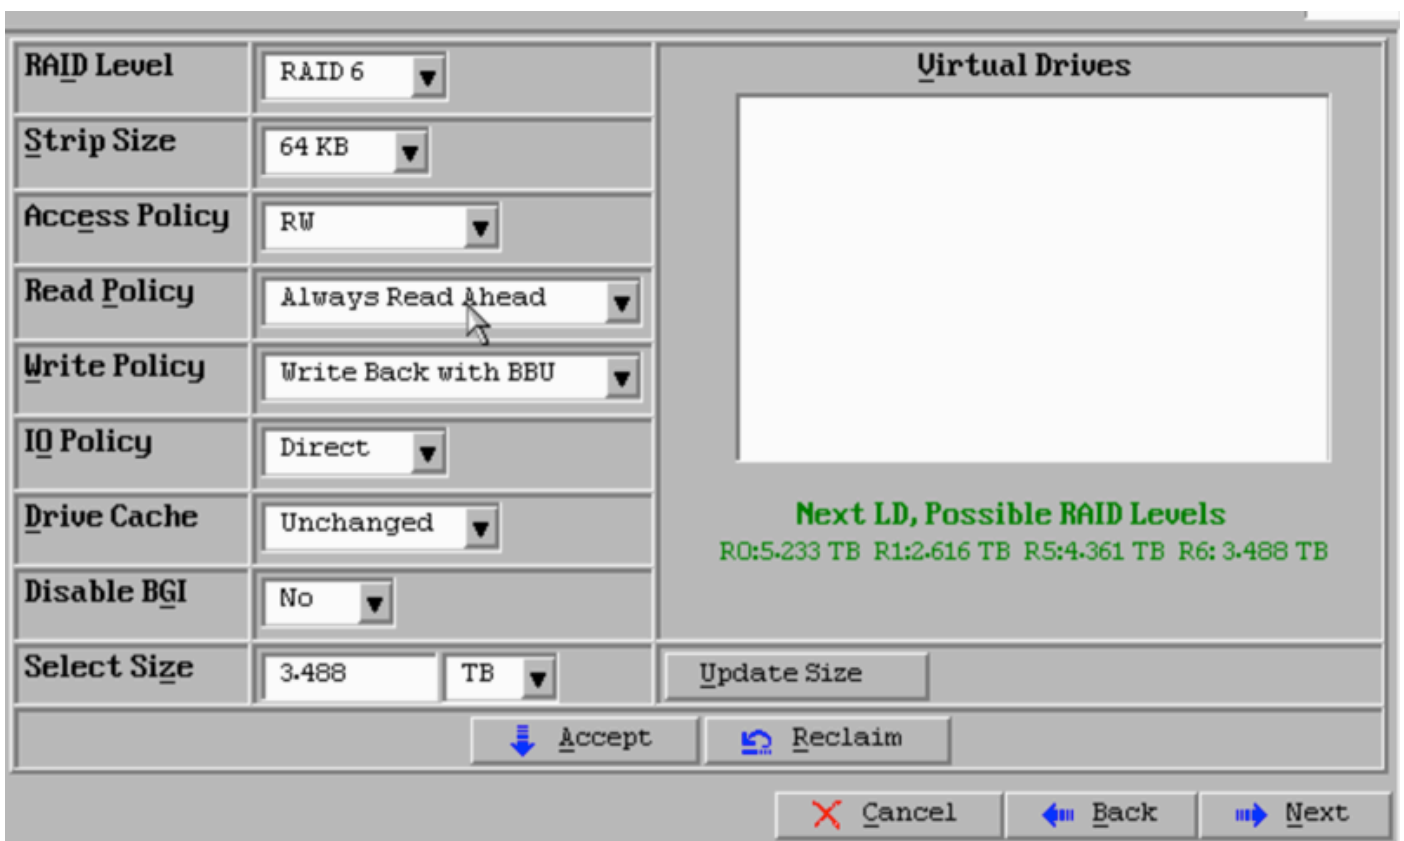 RAID Level
RAID 6
Strip Size
64 KB
Access Policy
RW
Read Policy
Always Read Ahead
Write Policy
Write Back with BBU
IO Policy
Direct
Drive Cache
Unchanged
Disable BGI
No
Select Size
3.488
TB
Virtual Drives
Next LD, Possible RAID Levels
R0:5.233 TB R1:2.616 TB R5:4.361 TB R6: 3.488 TB
Update Size
Accept
Reclaim
Cancel
Back
Next